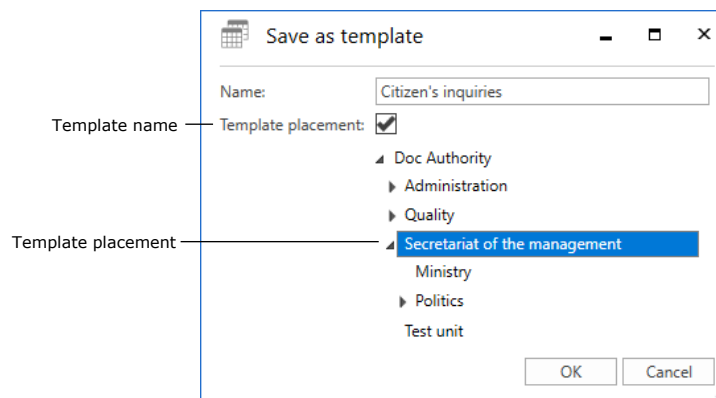 Save as template
Name: Citizen's inquiries
Template name
Template placement:
Doc Authority
Administration
Quality
Template placement
Secretariat of the management
Ministry
Politics
Test unit
OK Cancel